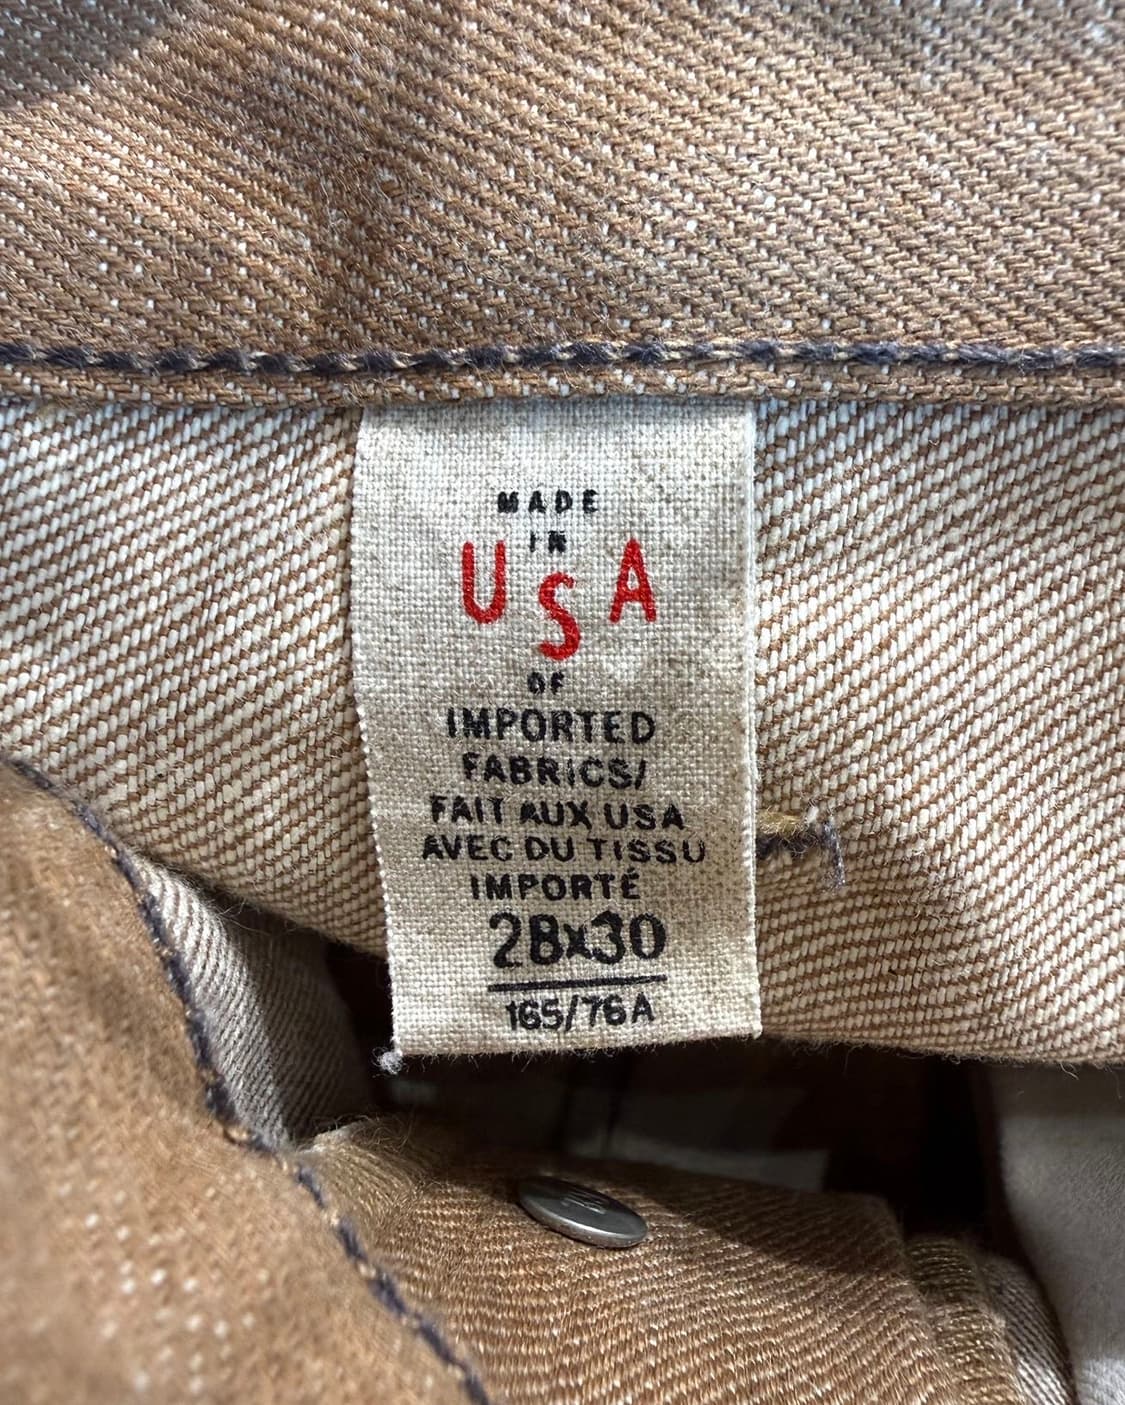 MADE
IN
USA
OF
IMPORTED
FABRICS/
FAIT AUX USA
AVEC DU TISSU
IMPORTÉ
28x30
165/76A